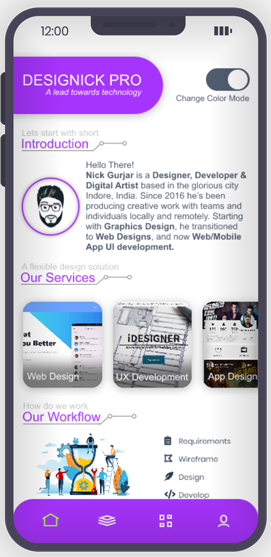 12:00
DESIGNICK PRO
A lead towards technology
Change Color Mode
Lets start with short
Introduction
Hello There!
Nick Gurjar is a Designer, Developer &
Digital Artist based in the glorious city
Indore, India. Since 2016 he's been
producing creative work with teams and
individuals locally and remotely. Starting
with Graphics Design, he transitioned
to Web Designs, and now Web/Mobile
App UI development.
A flexible design solution
Our Services
at
ou Better
Web Design
iDESIGNER
UX Development
App Design
How do we work
Our Workflow
Requirements
Wireframe
Design
Develop